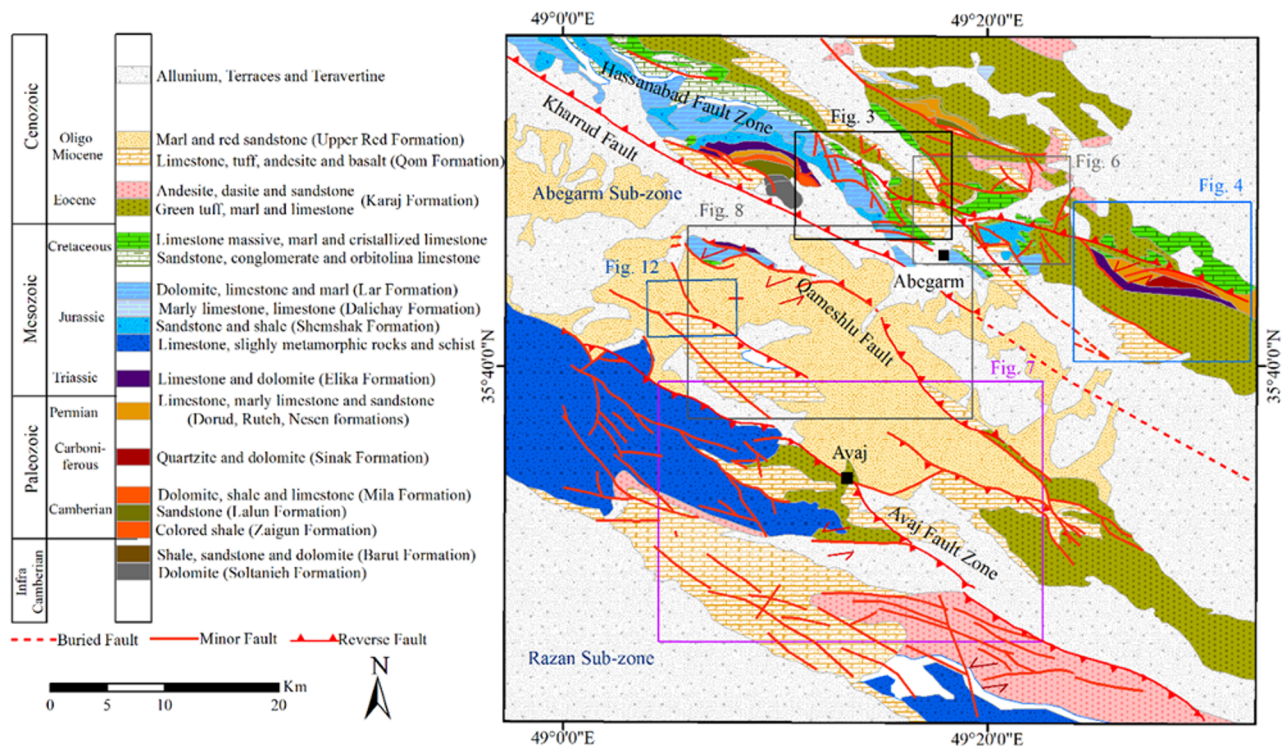 Cenozoic
Mesozoic
Paleozoic
Infra
Camberian
Oligo
Miocene
Eocene
Cretaceous
Jurassic
Triassic
Permian
Carboni-
ferous
Camberian
Allunium, Terraces and Teravertine
Marl and red sandstone (Upper Red Formation)
Limestone, tuff, andesite and basalt (Qom Formation)
Andesite, dasite and sandstone
Green tuff, marl and limestone
(Karaj Formation)
Limestone massive, marl and cristallized limestone
Sandstone, conglomerate and orbitolina limestone
Dolomite, limestone and marl (Lar Formation)
Marly limestone, limestone (Dalichay Formation)
Sandstone and shale (Shemshak Formation)
Limestone, slighly metamorphic rocks and schist
Limestone and dolomite (Elika Formation)
Limestone, marly limestone and sandstone
(Dorud, Ruteh, Nesen formations)
Quartzite and dolomite (Sinak Formation)
Dolomite, shale and limestone (Mila Formation)
Sandstone (Lalun Formation)
Colored shale (Zaigun Formation)
Shale, sandstone and dolomite (Barut Formation)
Dolomite (Soltanieh Formation)
Buried Fault
Minor Fault
Reverse Fault
N
Km
0 5 10 20
49°0'0"E
49°20'0"E
Hassanabad Fault Zone
Kharrud Fault
Fig. 3
Fig. 6
Abegarm Sub-zone
Fig. 4
Fig. 8
Fig. 12
Abegarm
Qameshlu Fault
35°40'0"N
35°40'0"N
Fig. 7
Avaj
Avaj Fault Zone
Razan Sub-zone
49°0'0"E
49°20'0"E